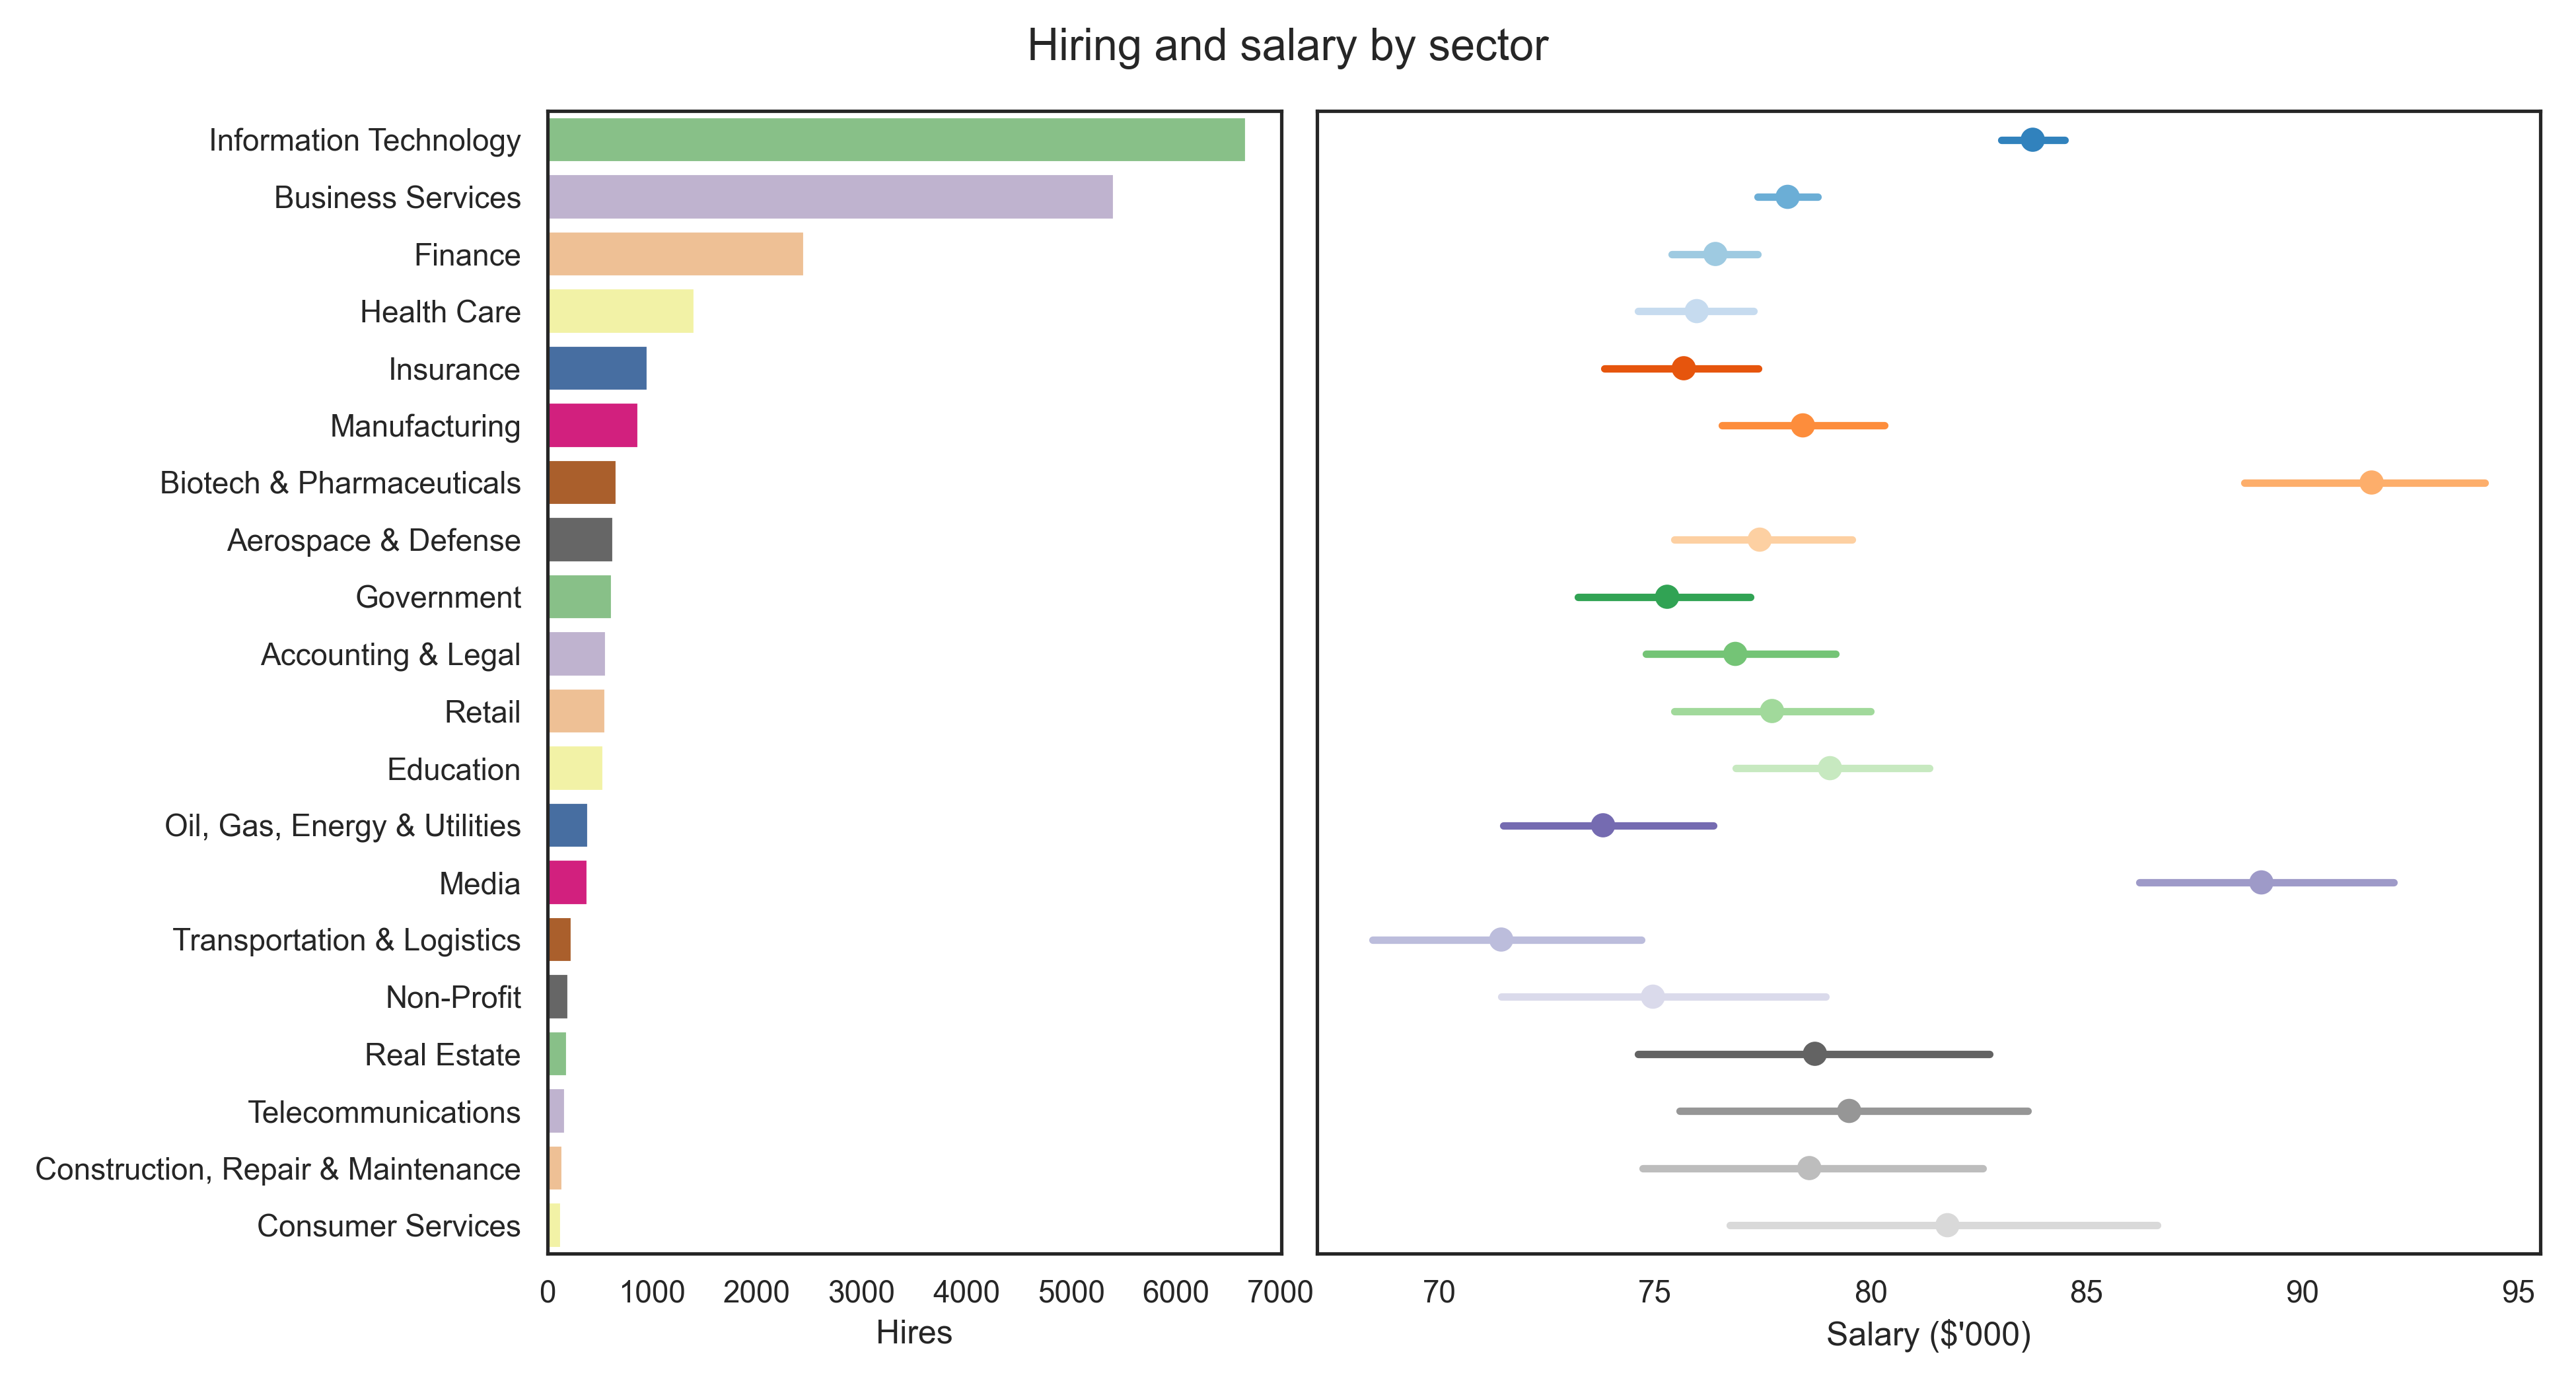 Hiring and salary by sector
Information Technology
Business Services
Finance
Health Care
Insurance
Manufacturing
Biotech & Pharmaceuticals
Aerospace & Defense
Government
Accounting & Legal
Retail
Education
Oil, Gas, Energy & Utilities
Media
Transportation & Logistics
Non-Profit
Real Estate
Telecommunications
Construction, Repair & Maintenance
Consumer Services
0 1000 2000 3000 4000 5000 6000 7000
Hires
70 75 80 85 90 95
Salary ($'000)